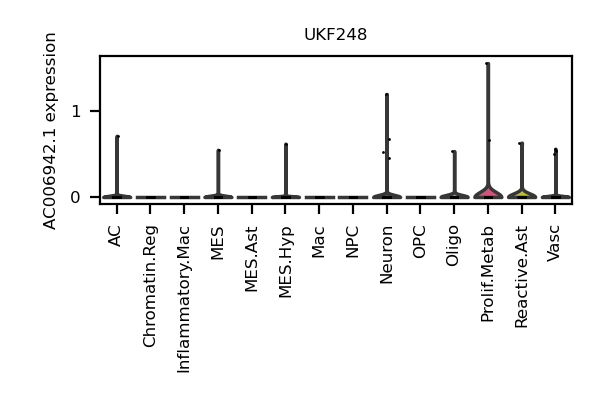 UKF248
AC006942.1 expression
1
0
AC
Chromatin.Reg
Inflammatory.Mac
MES
MES.Ast
MES.Hyp
Mac
NPC
Neuron
OPC
Oligo
Prolif.Metab
Reactive.Ast
Vasc